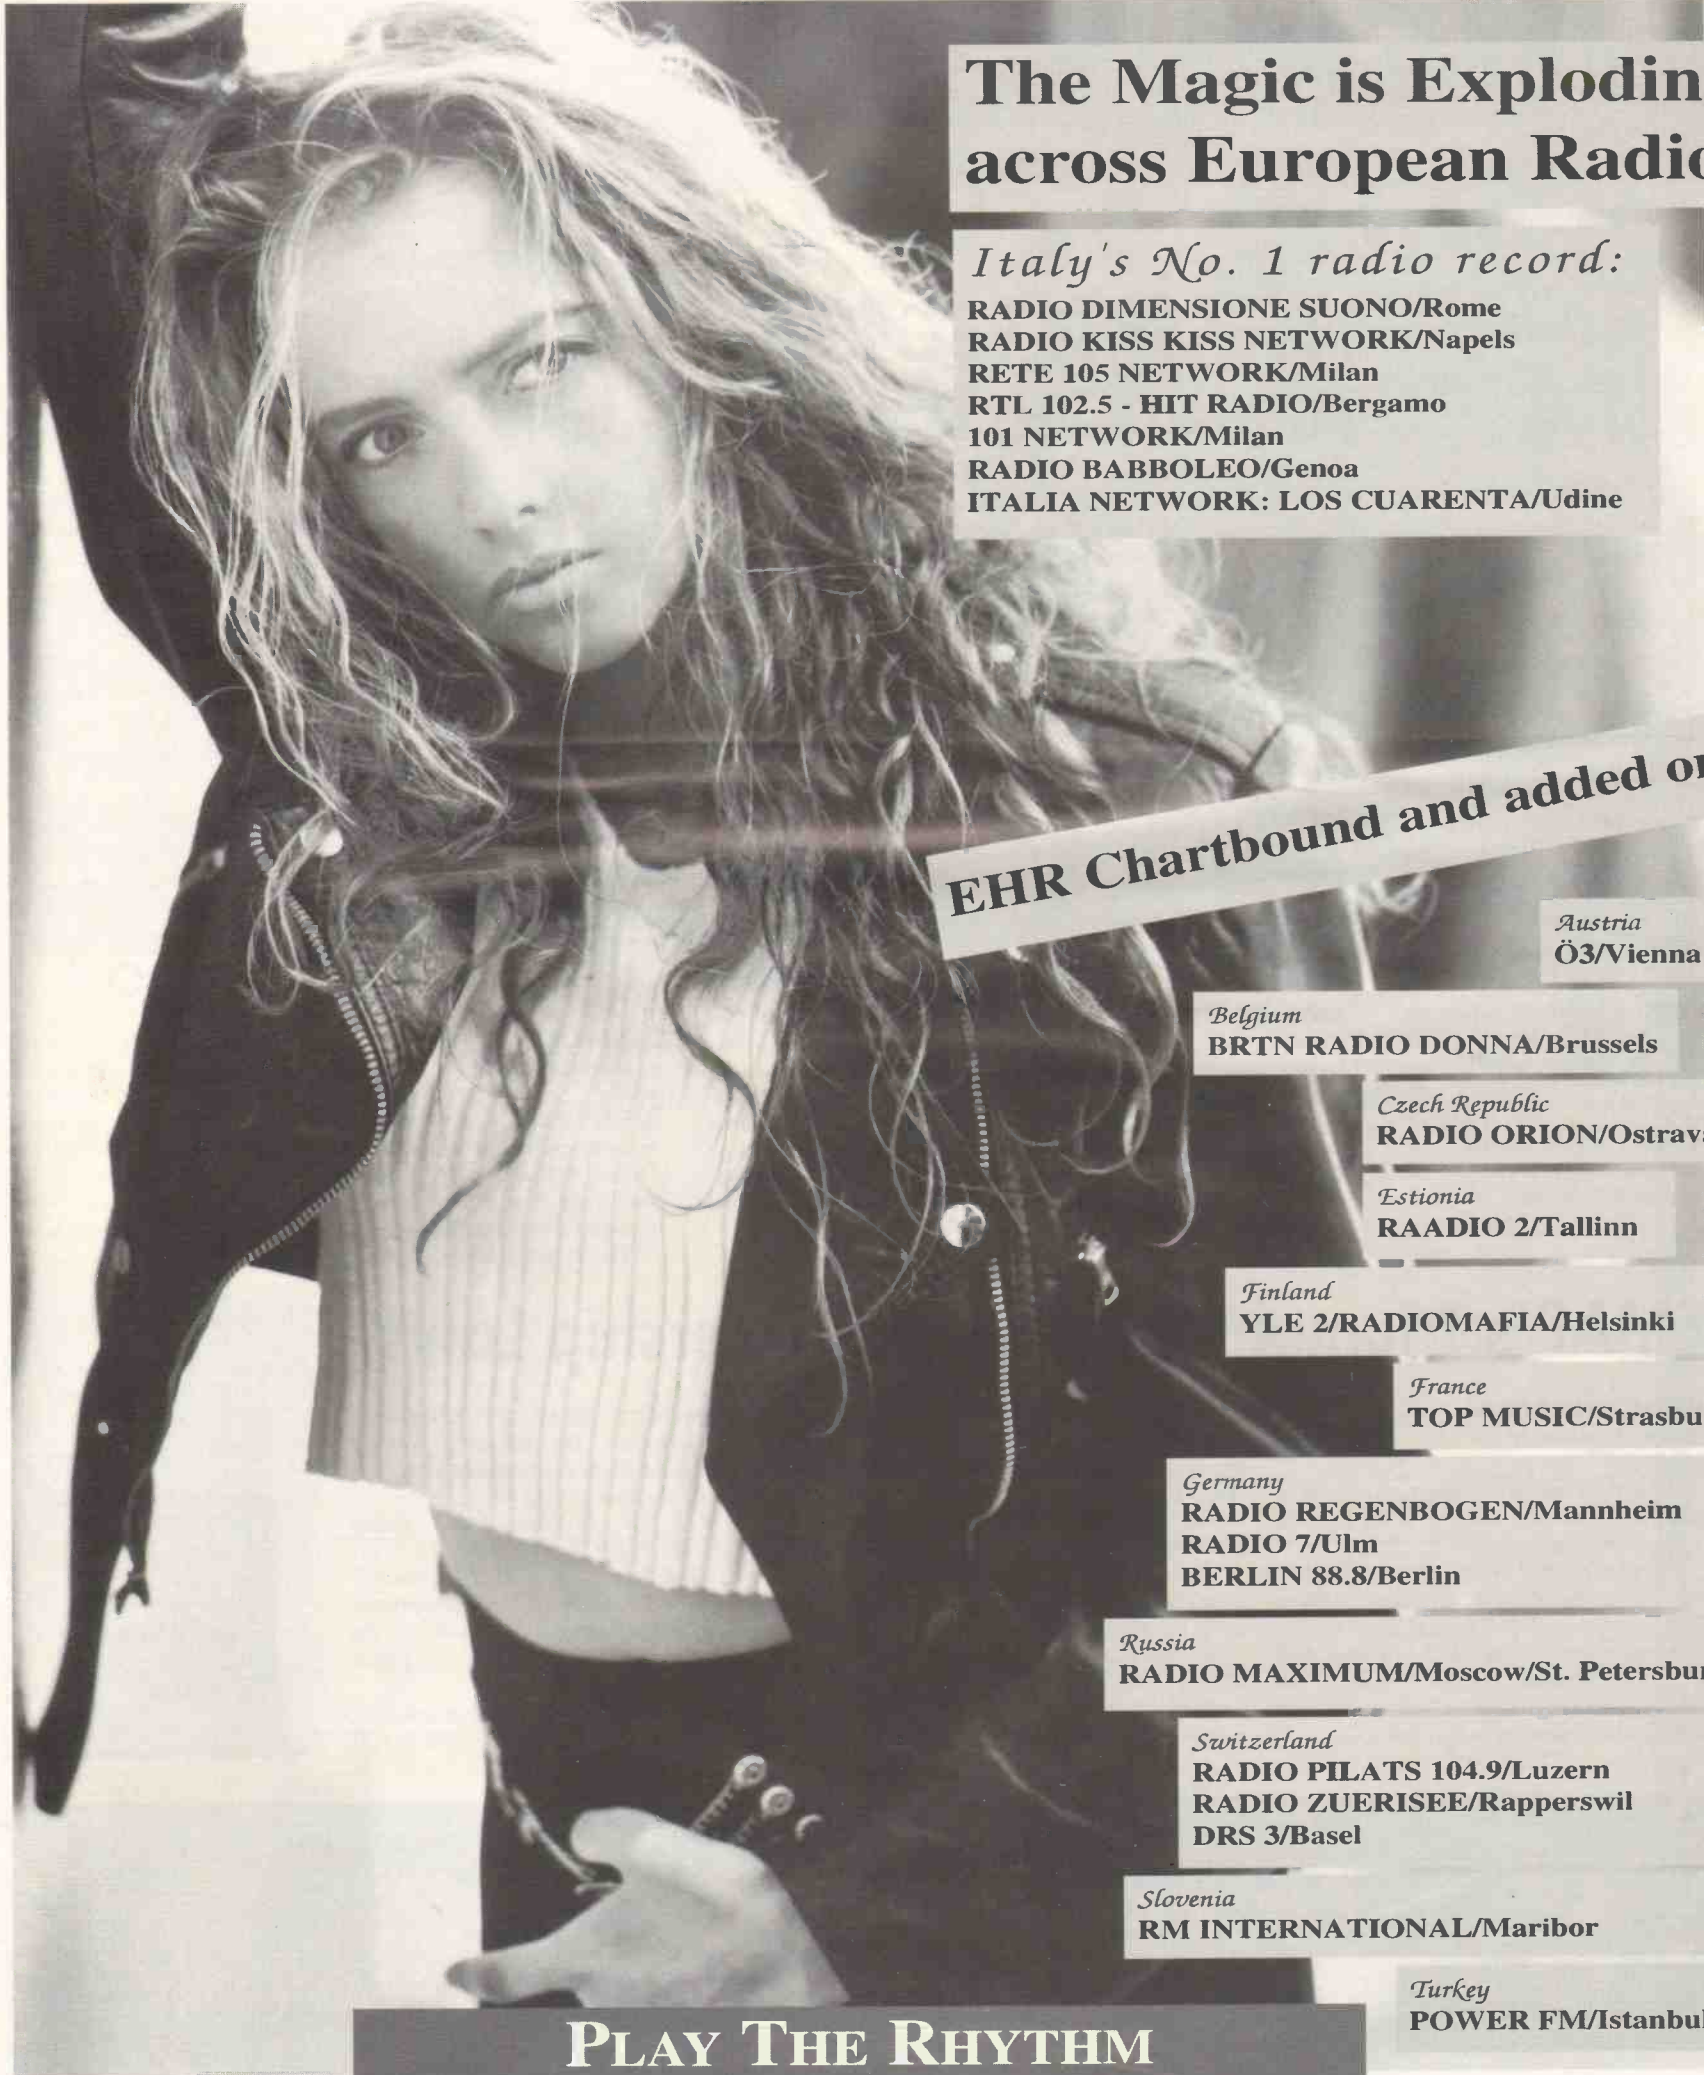 The Magic is Explodin
across European Radio
Italy's No. 1 radio record:
RADIO DIMENSIONE SUONO/Rome
RADIO KISS KISS NETWORK/Napels
RETE 105 NETWORK/Milan
RTL 102.5 - HIT RADIO/Bergamo
101 NETWORK/Milan
RADIO BABBOLEO/Genoa
ITALIA NETWORK: LOS CUARENTA/Udine
EHR Chartbound and added on
Austria
Ö3/Vienna
Belgium
BRTN RADIO DONNA/Brussels
Czech Republic
RADIO ORION/Ostrava
Estionia
RAADIO 2/Tallinn
Finland
YLE 2/RADIOMAFIA/Helsinki
France
TOP MUSIC/Strasbu
Germany
RADIO REGENBOGEN/Mannheim
RADIO 7/Ulm
BERLIN 88.8/Berlin
Russia
RADIO MAXIMUM/Moscow/St. Petersbur
Switzerland
RADIO PILATS 104.9/Luzern
RADIO ZUERISEE/Rapperswil
DRS 3/Basel
Slovenia
RM INTERNATIONAL/Maribor
Turkey
POWER FM/Istanbul
PLAY THE RHYTHM